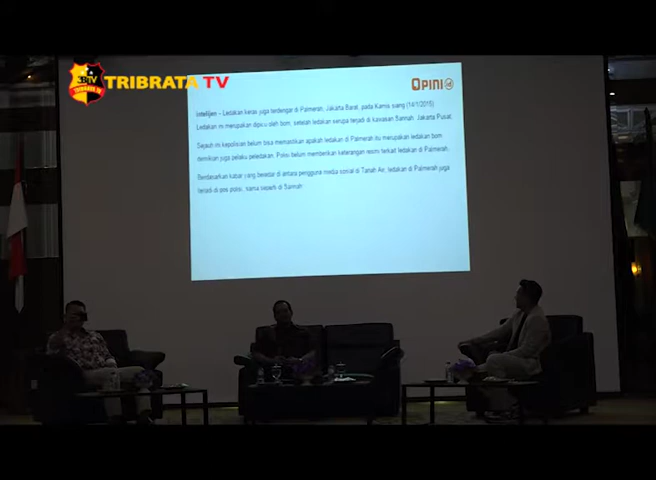 TRIBRATA TV
OPINI id
Intelijen – Ledakan keras juga terdengar di Palmerah, Jakarta Barat, pada Kamis siang (14/1/2015)
Ledakan ini merupakan dipicu oleh bom, setelah ledakan serupa terjadi di kawasan Sarinah, Jakarta Pusat.
Sejauh ini kepolisian belum bisa memastikan apakah ledakan di Palmerah itu merupakan ledakan bom
demikian juga pelaku peledakan. Polisi belum memberikan keterangan resmi terkait ledakan di Palmerah.
Berdasarkan kabar yang beredar di antara pengguna media sosial di Tanah Air, ledakan di Palmerah juga
terjadi di pos polisi, sama seperti di Sarinah.